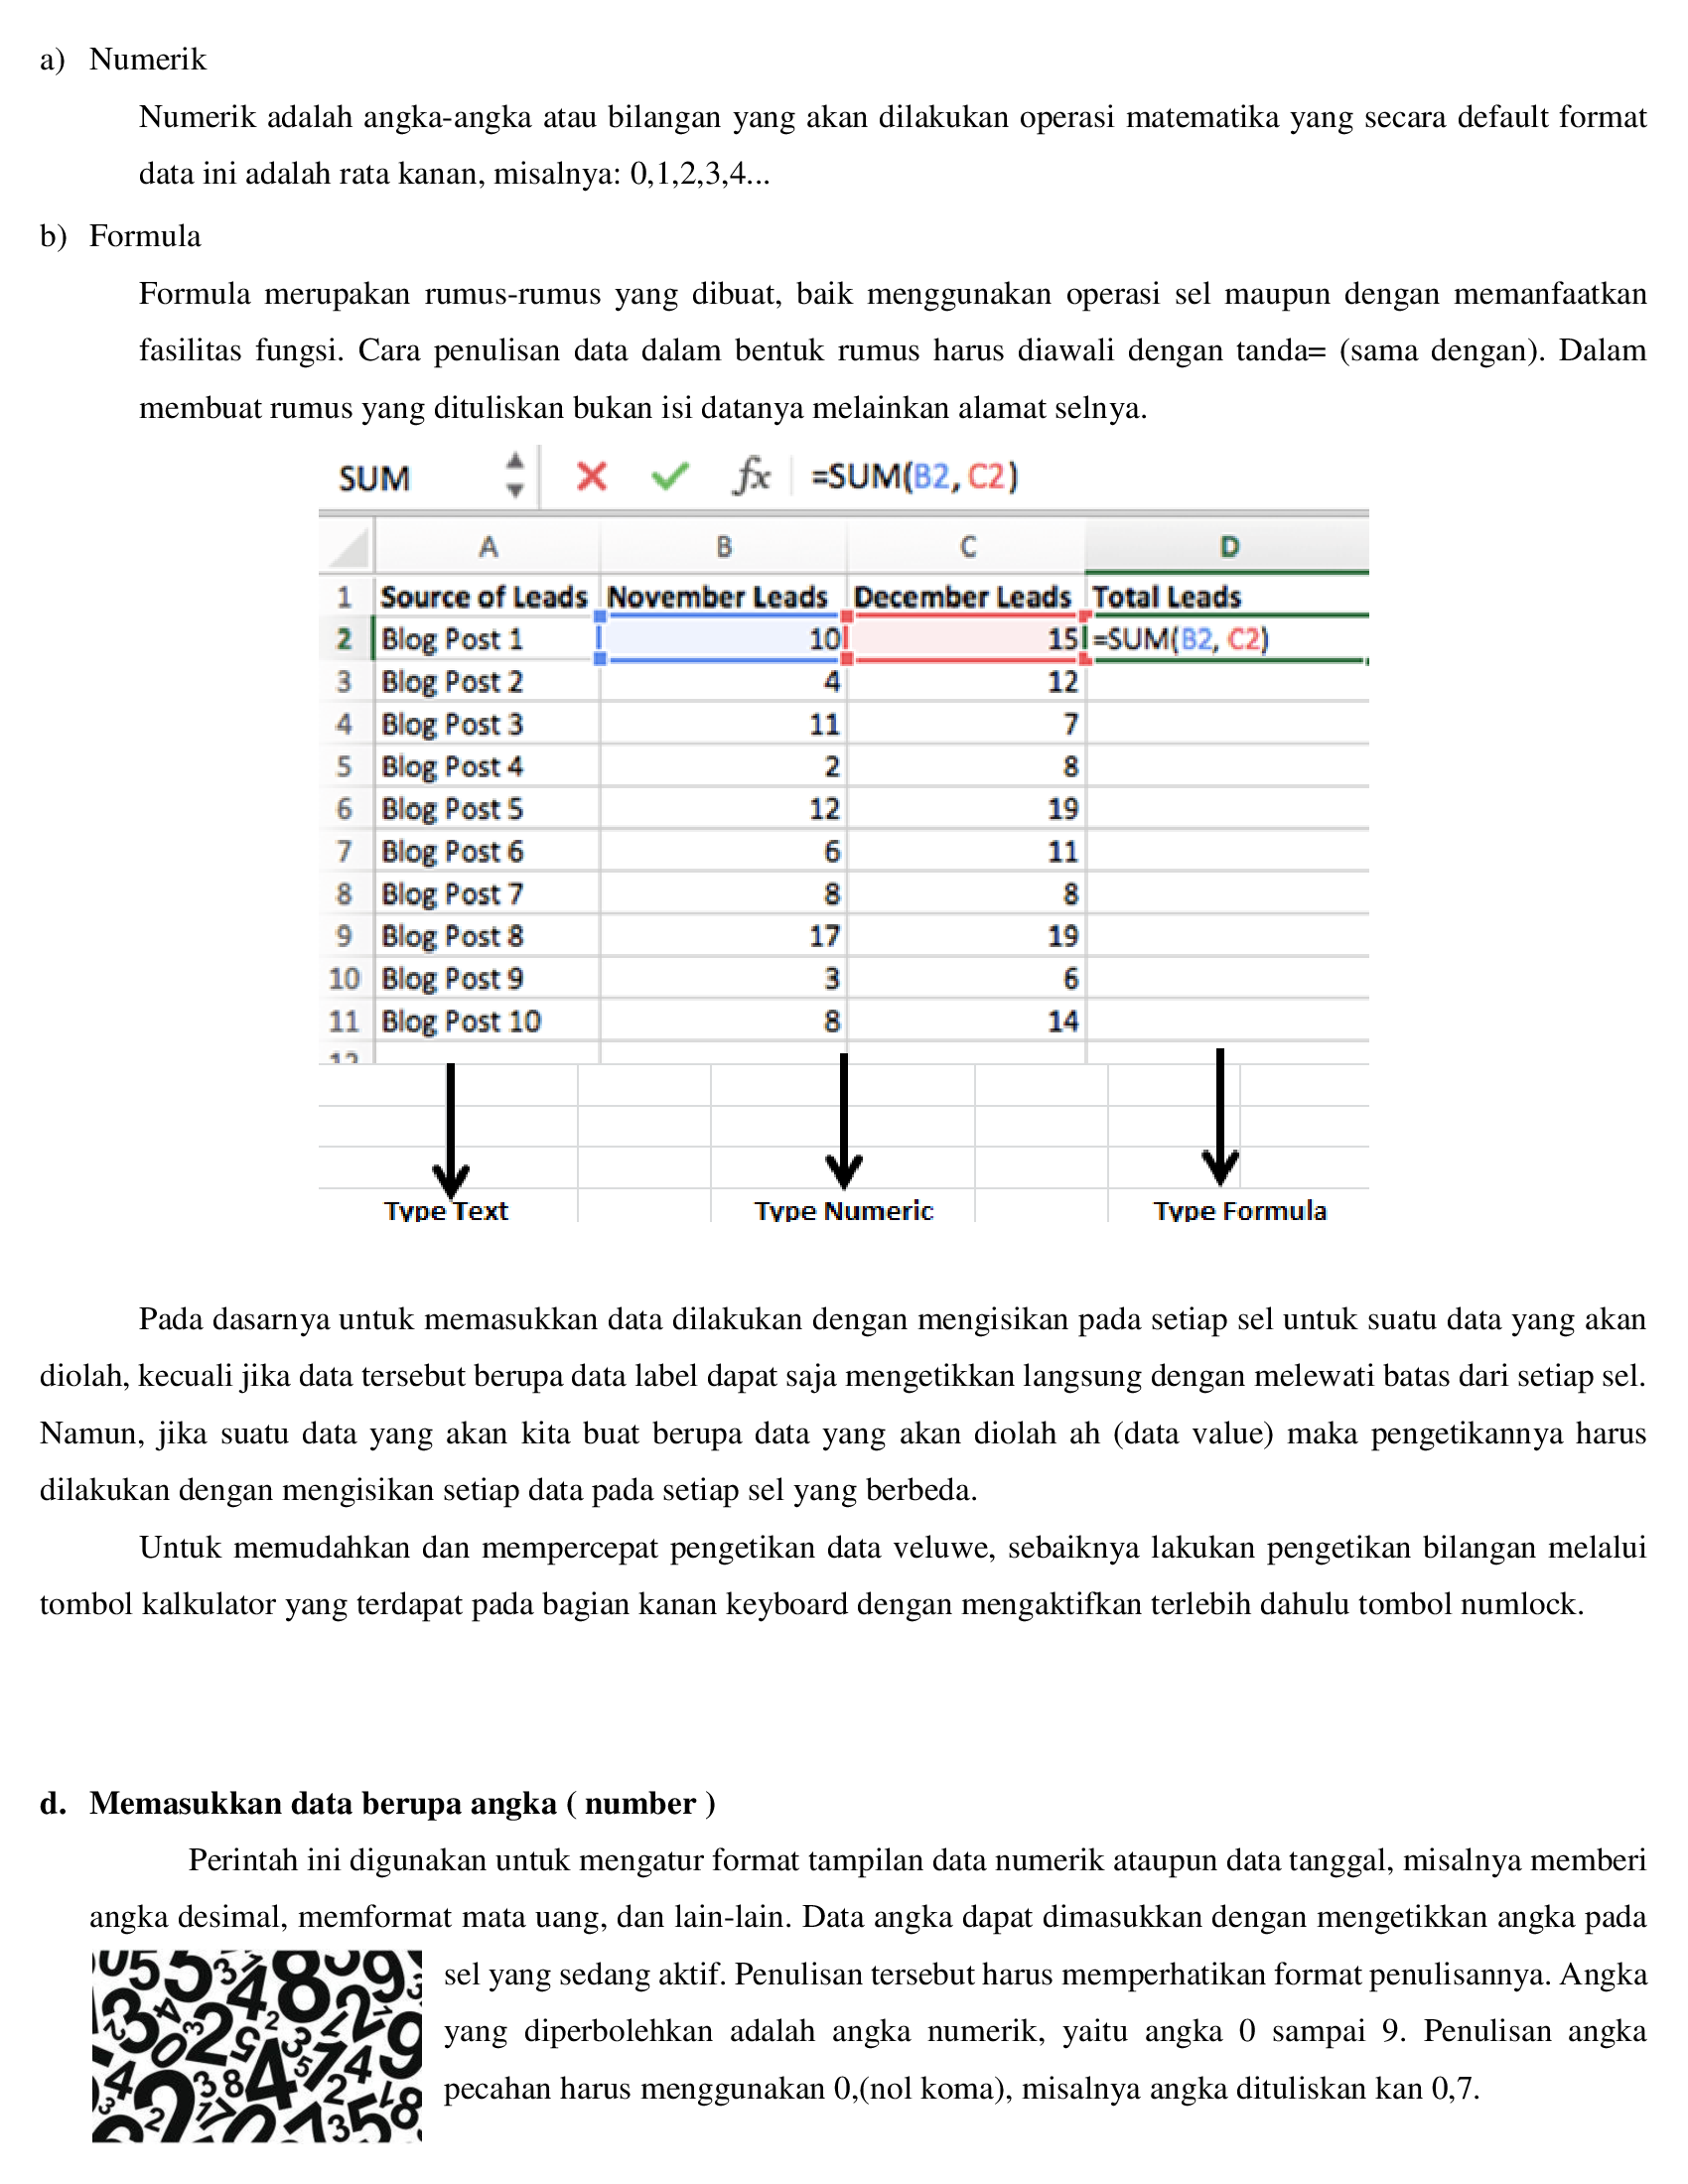 a) Numerik
Numerik adalah angka-angka atau bilangan yang akan dilakukan operasi matematika yang secara default format
data ini adalah rata kanan, misalnya: 0,1,2,3,4...
b) Formula
Formula merupakan rumus-rumus yang dibuat, baik menggunakan operasi sel maupun dengan memanfaatkan
fasilitas fungsi. Cara penulisan data dalam bentuk rumus harus diawali dengan tanda= (sama dengan). Dalam
membuat rumus yang dituliskan bukan isi datanya melainkan alamat selnya.
SUM fx =SUM(B2, C2)
A B C D
1 Source of Leads November Leads December Leads Total Leads
2 Blog Post 1 10 15 =SUM(B2, C2)
3 Blog Post 2 4 12
4 Blog Post 3 11 7
5 Blog Post 4 2 8
6 Blog Post 5 12 19
7 Blog Post 6 6 11
8 Blog Post 7 8 8
9 Blog Post 8 17 19
10 Blog Post 9 3 6
11 Blog Post 10 8 14
12
Type Text Type Numeric Type Formula
Pada dasarnya untuk memasukkan data dilakukan dengan mengisikan pada setiap sel untuk suatu data yang akan
diolah, kecuali jika data tersebut berupa data label dapat saja mengetikkan langsung dengan melewati batas dari setiap sel.
Namun, jika suatu data yang akan kita buat berupa data yang akan diolah ah (data value) maka pengetikannya harus
dilakukan dengan mengisikan setiap data pada setiap sel yang berbeda.
Untuk memudahkan dan mempercepat pengetikan data veluwe, sebaiknya lakukan pengetikan bilangan melalui
tombol kalkulator yang terdapat pada bagian kanan keyboard dengan mengaktifkan terlebih dahulu tombol numlock.
d. Memasukkan data berupa angka ( number )
Perintah ini digunakan untuk mengatur format tampilan data numerik ataupun data tanggal, misalnya memberi
angka desimal, memformat mata uang, dan lain-lain. Data angka dapat dimasukkan dengan mengetikkan angka pada
sel yang sedang aktif. Penulisan tersebut harus memperhatikan format penulisannya. Angka
yang diperbolehkan adalah angka numerik, yaitu angka 0 sampai 9. Penulisan angka
pecahan harus menggunakan 0,(nol koma), misalnya angka dituliskan kan 0,7.